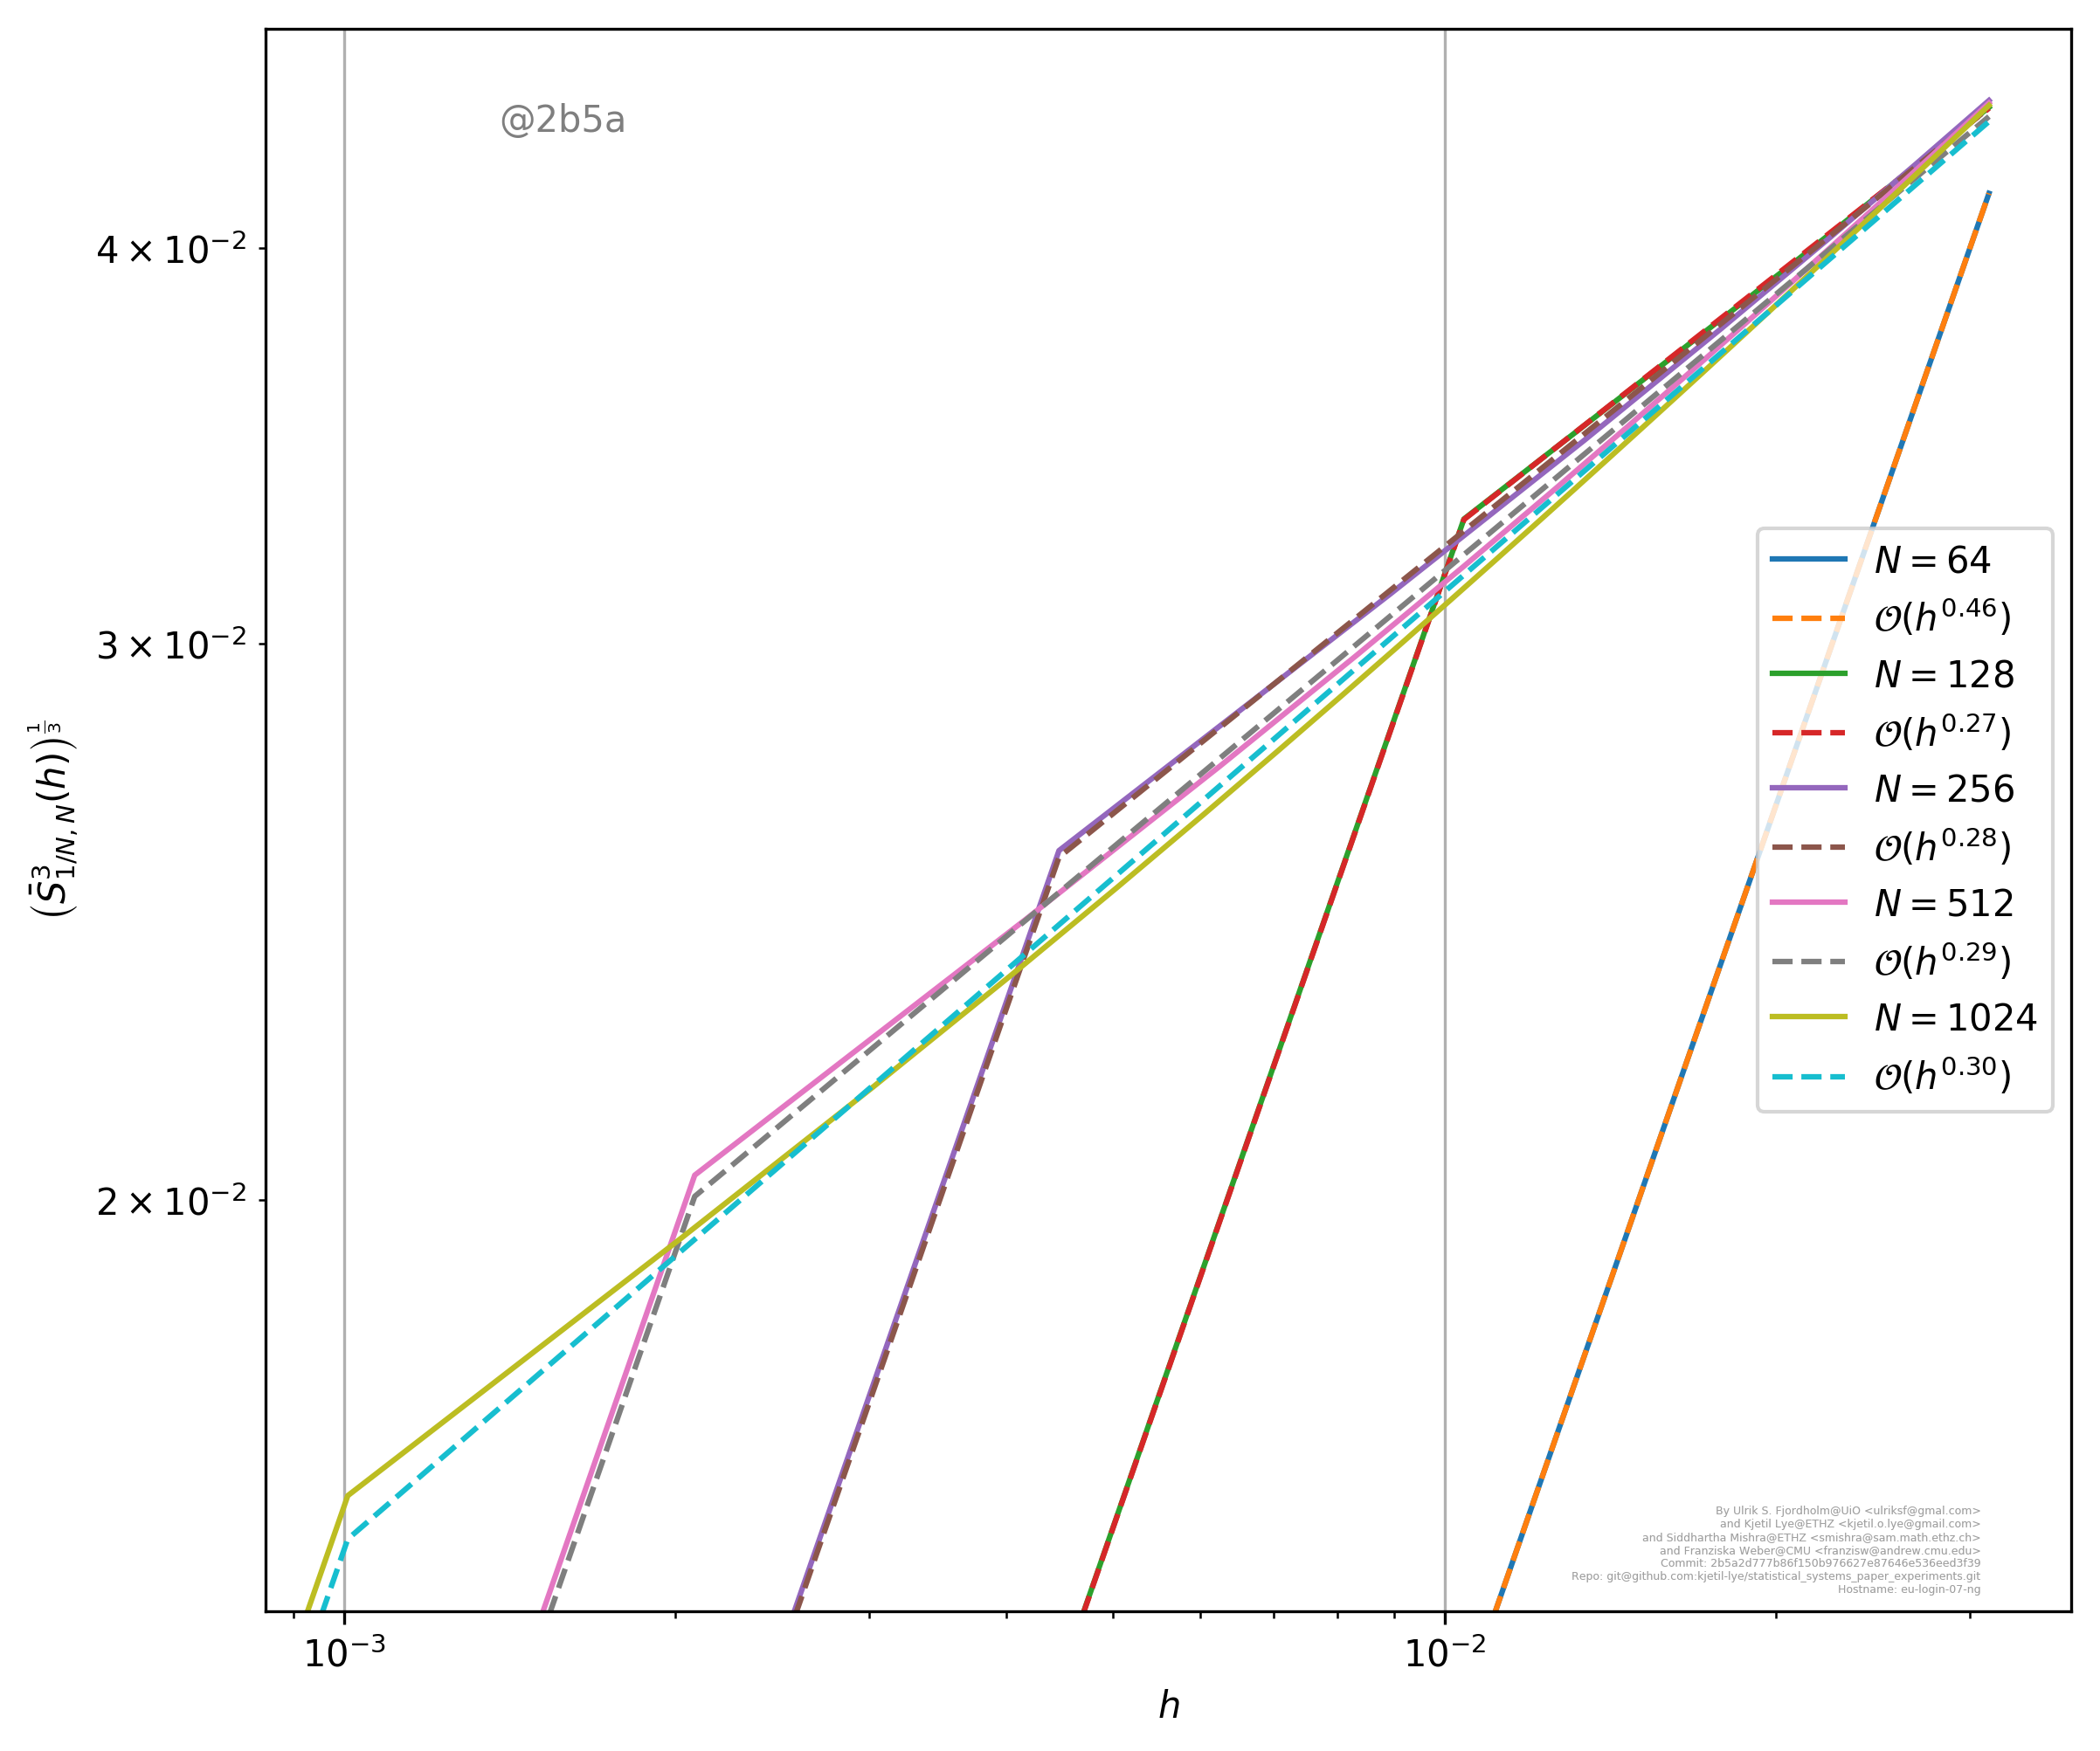 @2b5a
4 × 10⁻²
3 × 10⁻²
2 × 10⁻²
(S̄³₁/N, N(h))^(1/3)
10⁻³
10⁻²
h
N = 64
𝒪(h^0.46)
N = 128
𝒪(h^0.27)
N = 256
𝒪(h^0.28)
N = 512
𝒪(h^0.29)
N = 1024
𝒪(h^0.30)
By Ulrik S. Fjordholm@UiO <ulriksf@gmal.com>
and Kjetil Lye@ETHZ <kjetil.o.lye@gmail.com>
and Siddhartha Mishra@ETHZ <smishra@sam.math.ethz.ch>
and Franziska Weber@CMU <franzisw@andrew.cmu.edu>
Commit: 2b5a2d777b86f150b976627e87646e536eed3f39
Repo: git@github.com:kjetil-lye/statistical_systems_paper_experiments.git
Hostname: eu-login-07-ng